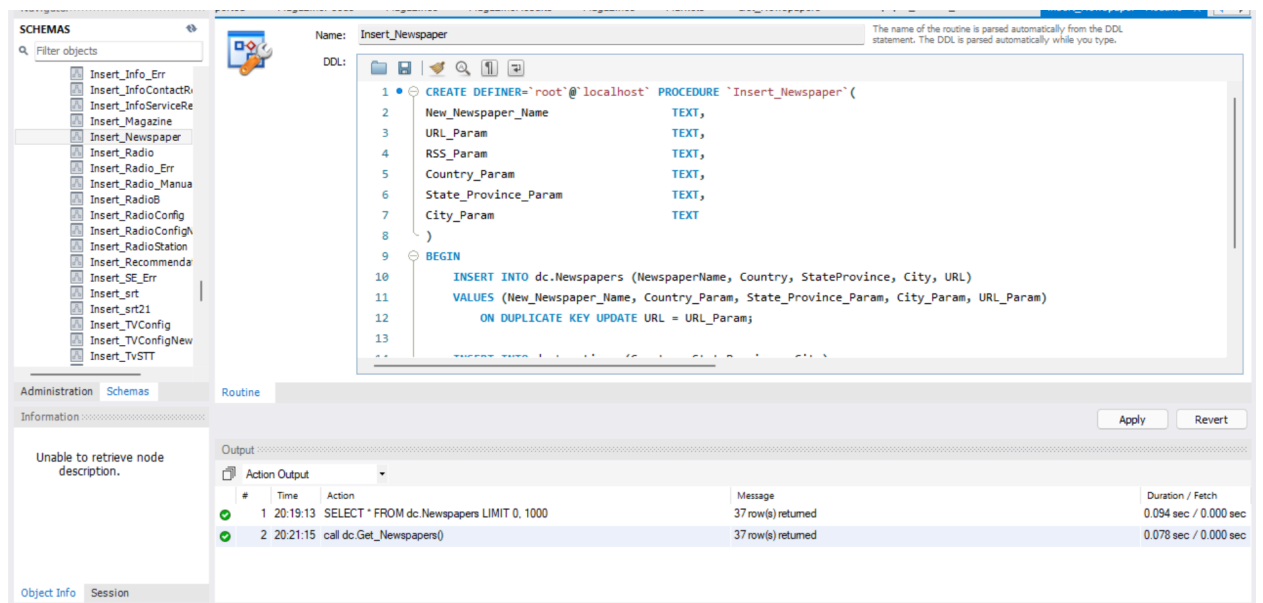 SCHEMAS
Filter objects
Insert_Info_Err
Insert_InfoContactR
Insert_InfoServiceRe
Insert_Magazine
Insert_Newspaper
Insert_Radio
Insert_Radio_Err
Insert_Radio_Manua
Insert_RadioB
Insert_RadioConfig
Insert_RadioConfigN
Insert_RadioStation
Insert_Recommenda
Insert_SE_Err
Insert_srt
Insert_srt21
Insert_TVConfig
Insert_TVConfigNew
Insert_TvSTT
Administration Schemas
Information
Unable to retrieve node
description.
Object Info Session
Name: Insert_Newspaper
The name of the routine is parsed automatically from the DDL
statement. The DDL is parsed automatically while you type.
DDL:
1 CREATE DEFINER=`root`@`localhost` PROCEDURE `Insert_Newspaper`(
2 New_Newspaper_Name TEXT,
3 URL_Param TEXT,
4 RSS_Param TEXT,
5 Country_Param TEXT,
6 State_Province_Param TEXT,
7 City_Param TEXT
8 )
9 BEGIN
10 INSERT INTO dc.Newspapers (NewspaperName, Country, StateProvince, City, URL)
11 VALUES (New_Newspaper_Name, Country_Param, State_Province_Param, City_Param, URL_Param)
12 ON DUPLICATE KEY UPDATE URL = URL_Param;
13
Routine
Apply Revert
Output
Action Output
# Time Action Message Duration / Fetch
1 20:19:13 SELECT * FROM dc.Newspapers LIMIT 0, 1000 37 row(s) returned 0.094 sec / 0.000 sec
2 20:21:15 call dc.Get_Newspapers() 37 row(s) returned 0.078 sec / 0.000 sec